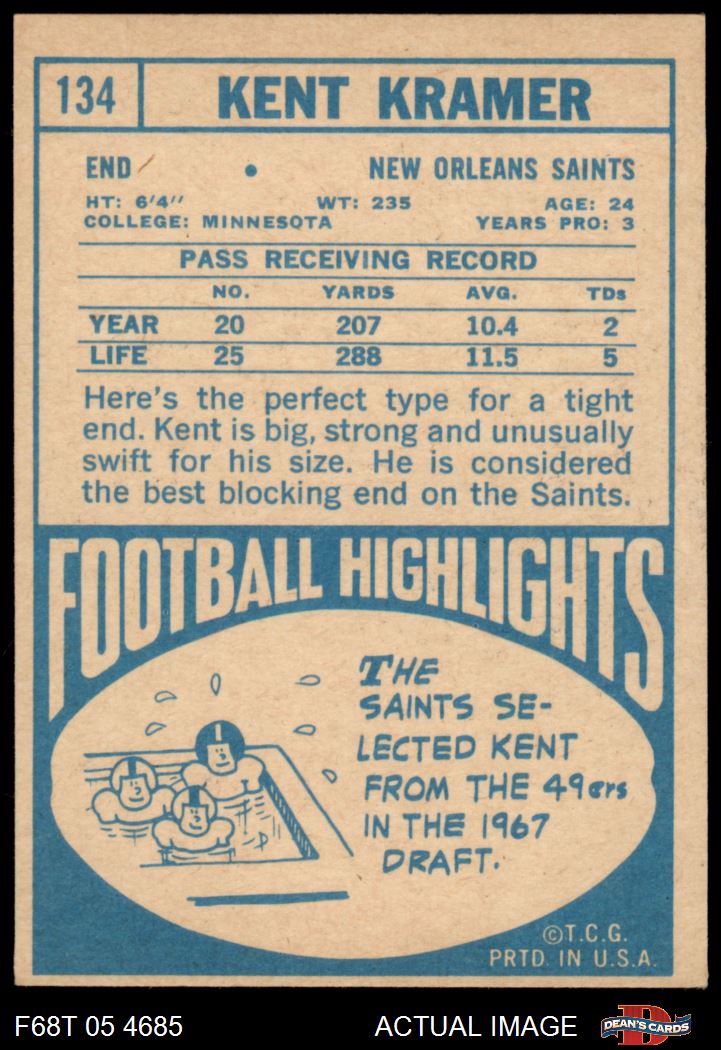 134 KENT KRAMER
END • NEW ORLEANS SAINTS
HT: 6'4" WT: 235 AGE: 24
COLLEGE: MINNESOTA YEARS PRO: 3
PASS RECEIVING RECORD
NO. YARDS AVG. TDs
YEAR 20 207 10.4 2
LIFE 25 288 11.5 5
Here's the perfect type for a tight
end. Kent is big, strong and unusually
swift for his size. He is considered
the best blocking end on the Saints.
FOOTBALL HIGHLIGHTS
THE
SAINTS SE-
LECTED KENT
FROM THE 49ers
IN THE 1967
DRAFT.
©T.C.G.
PRTD. IN U.S.A.
F68T 05 4685 ACTUAL IMAGE D DEAN'S CARDS